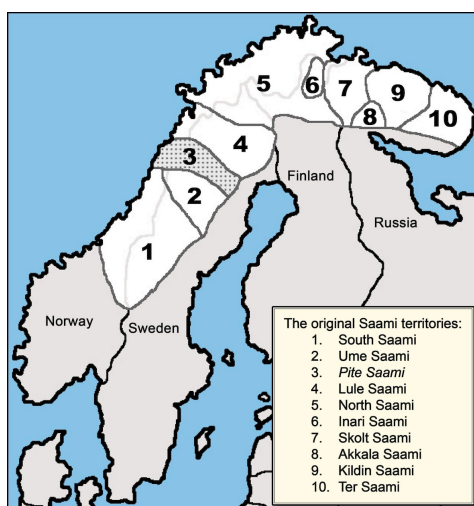 5
6
7
9
10
8
4
3
2
1
Finland
Russia
Norway
Sweden
The original Saami territories:
1. South Saami
2. Ume Saami
3. Pite Saami
4. Lule Saami
5. North Saami
6. Inari Saami
7. Skolt Saami
8. Akkala Saami
9. Kildin Saami
10. Ter Saami